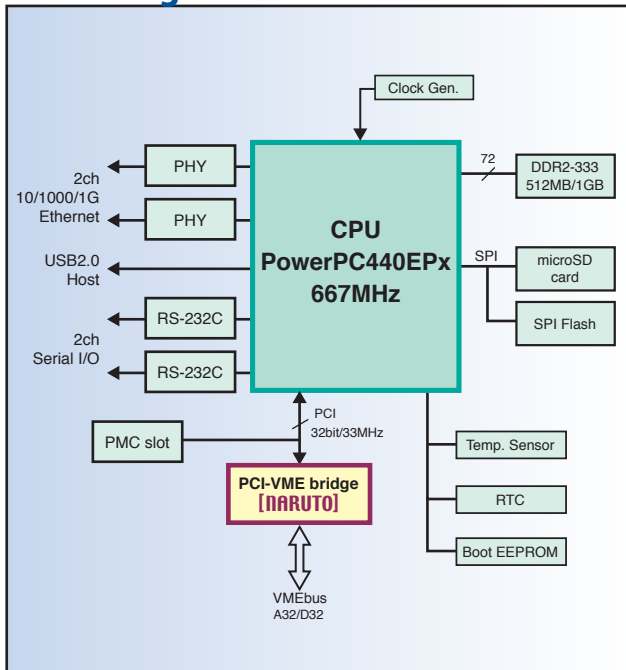 Clock Gen.
PHY
2ch
10/1000/1G
Ethernet
PHY
72
DDR2-333
512MB/1GB
CPU
PowerPC440EPx
667MHz
USB2.0
Host
SPI
microSD
card
SPI Flash
RS-232C
2ch
Serial I/O
RS-232C
PCI
32bit/33MHz
PMC slot
Temp. Sensor
PCI-VME bridge
[NARUTO]
RTC
Boot EEPROM
VMEbus
A32/D32